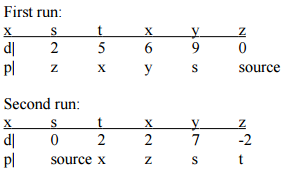 First run:
x s t x y z
d| 2 5 6 9 0
p| z x y s source
Second run:
x s t x y z
d| 0 2 2 7 -2
p| source x z s t